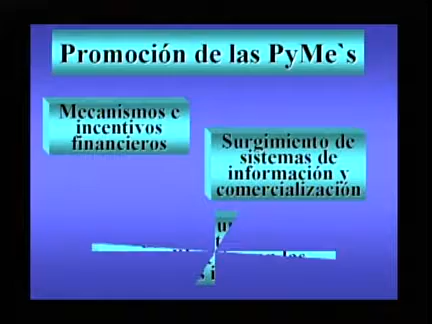 Promoción de las PyMe`s
Mecanismos e
incentivos
financieros
Surgimiento de
sistemas de
información y
comercialización